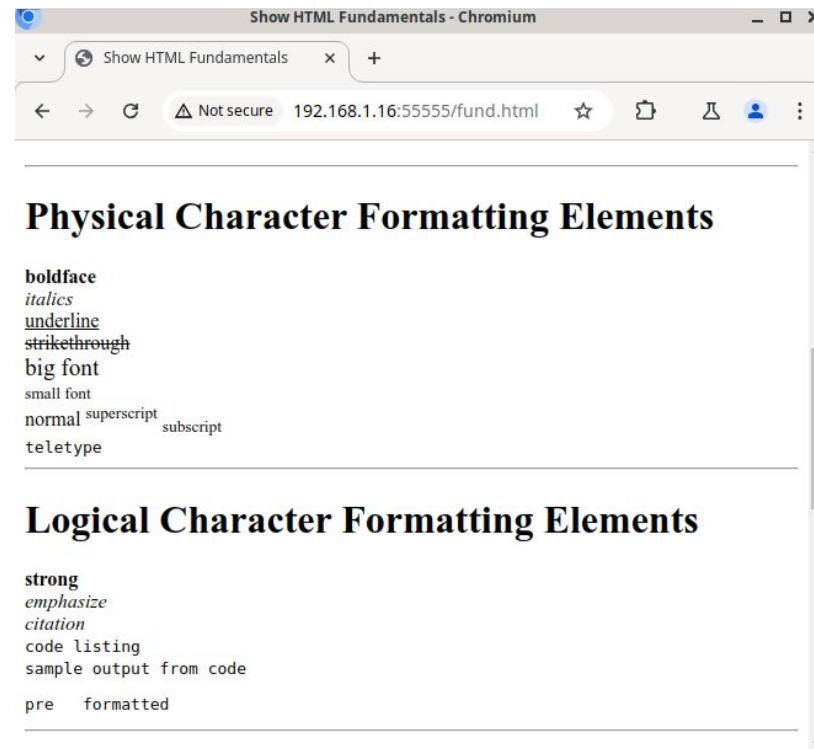 Show HTML Fundamentals - Chromium
Show HTML Fundamentals
Not secure 192.168.1.16:55555/fund.html
Physical Character Formatting Elements
boldface
italics
underline
strikethrough
big font
small font
normal superscript subscript
teletype
Logical Character Formatting Elements
strong
emphasize
citation
code listing
sample output from code
pre   formatted